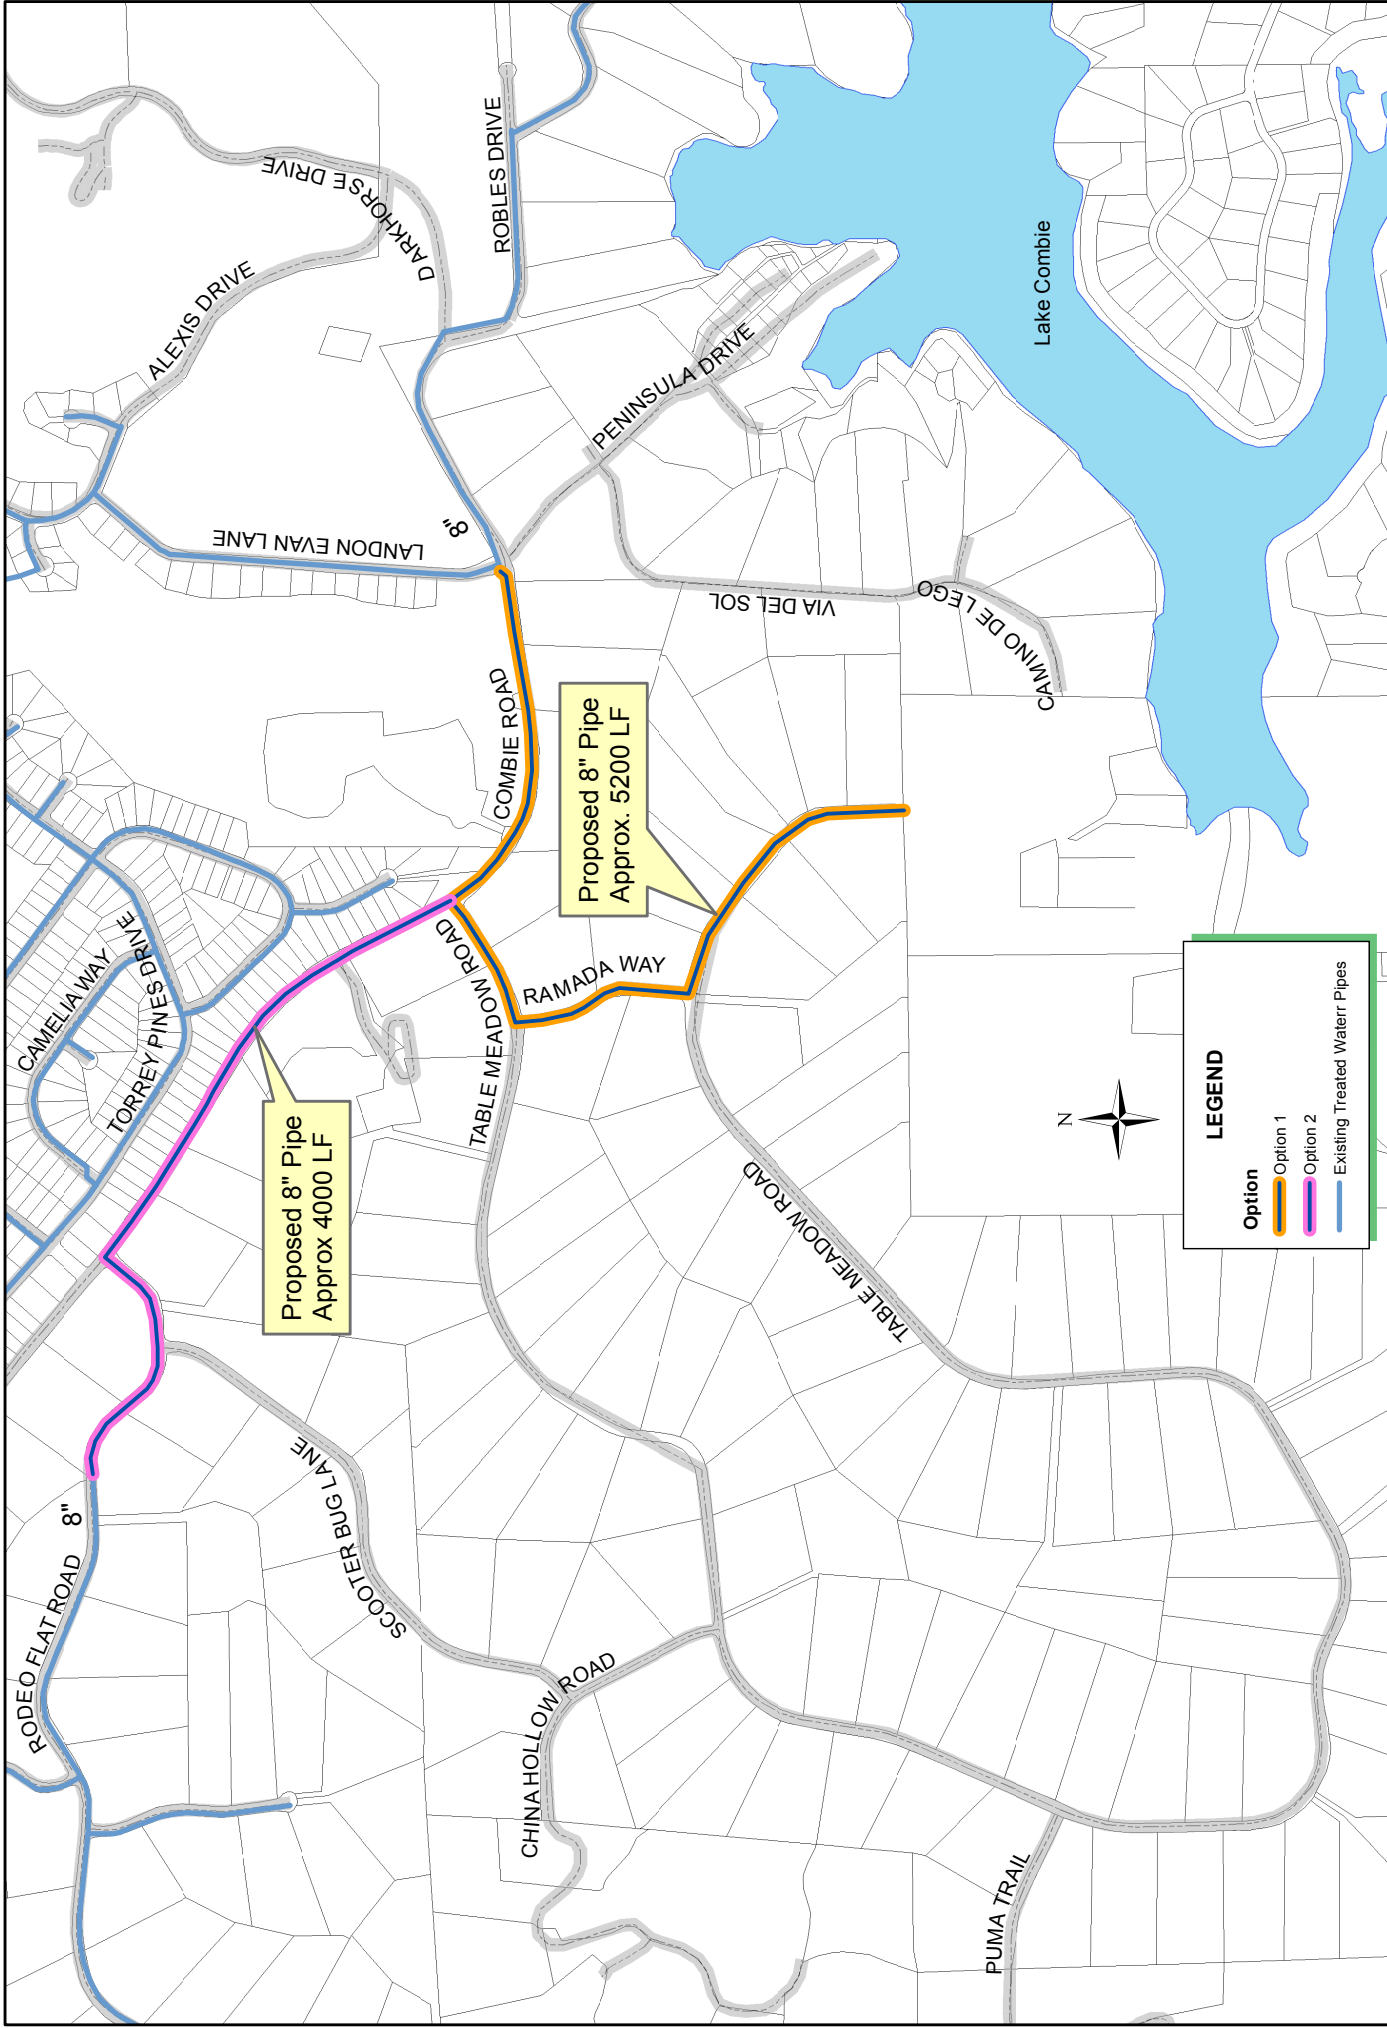 RODEO FLAT ROAD
8"
CAMELIA WAY
TORREY PINES DRIVE
ALEXIS DRIVE
DARKHORSE DRIVE
LANDON EVAN LANE
8"
ROBLES DRIVE
Proposed 8" Pipe
Approx 4000 LF
SCOOTER BUG LANE
TABLE MEADOW ROAD
TABLE MEADOW ROAD
COMBIE ROAD
RAMADA WAY
Proposed 8" Pipe
Approx. 5200 LF
PENINSULA DRIVE
VIA DEL SOL
CHINA HOLLOW ROAD
TABLE MEADOW ROAD
CAMINO DE LEGO
Lake Combie
PUMA TRAIL
N
LEGEND
Option
Option 1
Option 2
Existing Treated Waterr Pipes